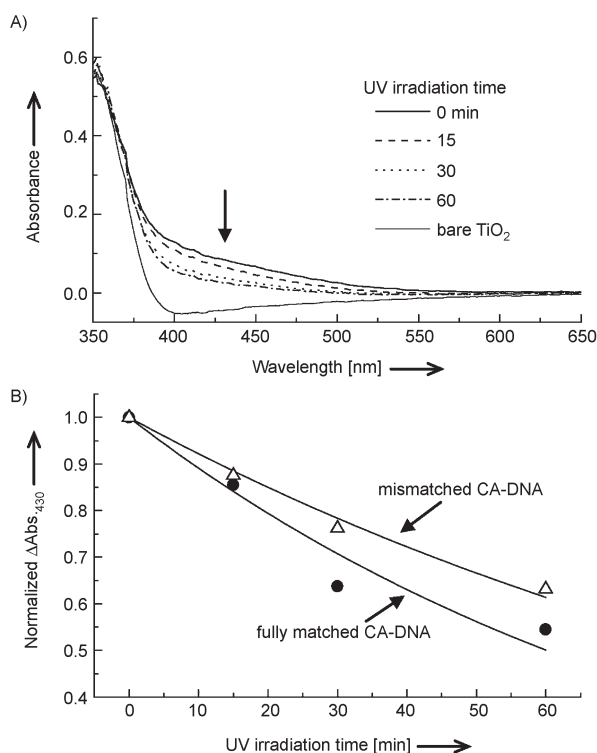 A)
0.6
0.4
0.2
0.0
Absorbance
UV irradiation time
0 min
15
30
60
bare TiO₂
350 400 450 500 550 600 650
Wavelength [nm]
B)
1.0
0.9
0.8
0.7
0.6
0.5
0.4
Normalized ΔAbs.₄₃₀
mismatched CA-DNA
fully matched CA-DNA
0 10 20 30 40 50 60
UV irradiation time [min]